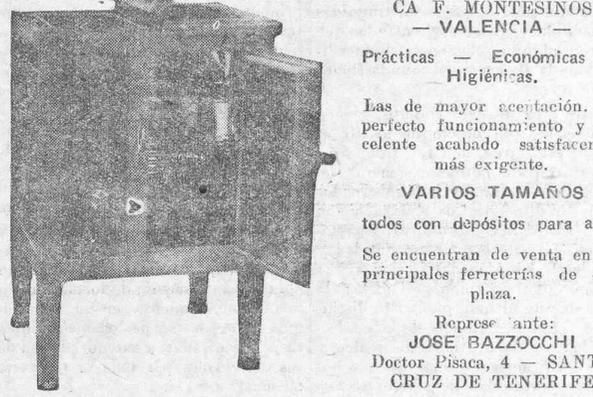 CA F. MONTESINOS
— VALENCIA —
Prácticas — Económicas
Higiénicas.
Las de mayor aceptación.
perfecto funcionamiento y
celente acabado satisfacen
más exigente.
VARIOS TAMAÑOS
todos con depósitos para a
Se encuentran de venta en
principales ferreterías de
plaza.
Represe ante:
JOSE BAZZOCCHI
Doctor Pisaca, 4 — SANT
CRUZ DE TENERIFE